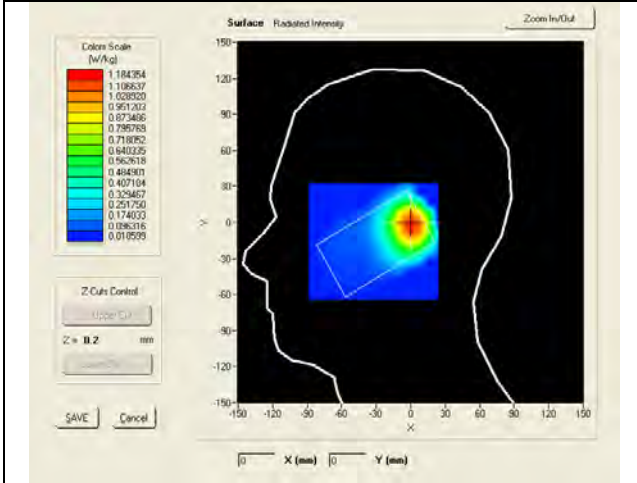 Surface Radiated Intensity
Zoom In/Out
Colors Scale
(W/kg)
1.184354
1.106637
1.028920
0.951203
0.873486
0.795769
0.718052
0.640335
0.562618
0.484901
0.407184
0.329467
0.251750
0.174033
0.096316
0.018599
150
120
90
60
30
0
-30
-60
-90
-120
-150
Y
-150 -120 -90 -60 -30 0 30 60 90 120 150
X
Z-Cuts Control
Z = 0.2 mm
SAVE
Cancel
0 X (mm) 0 Y (mm)